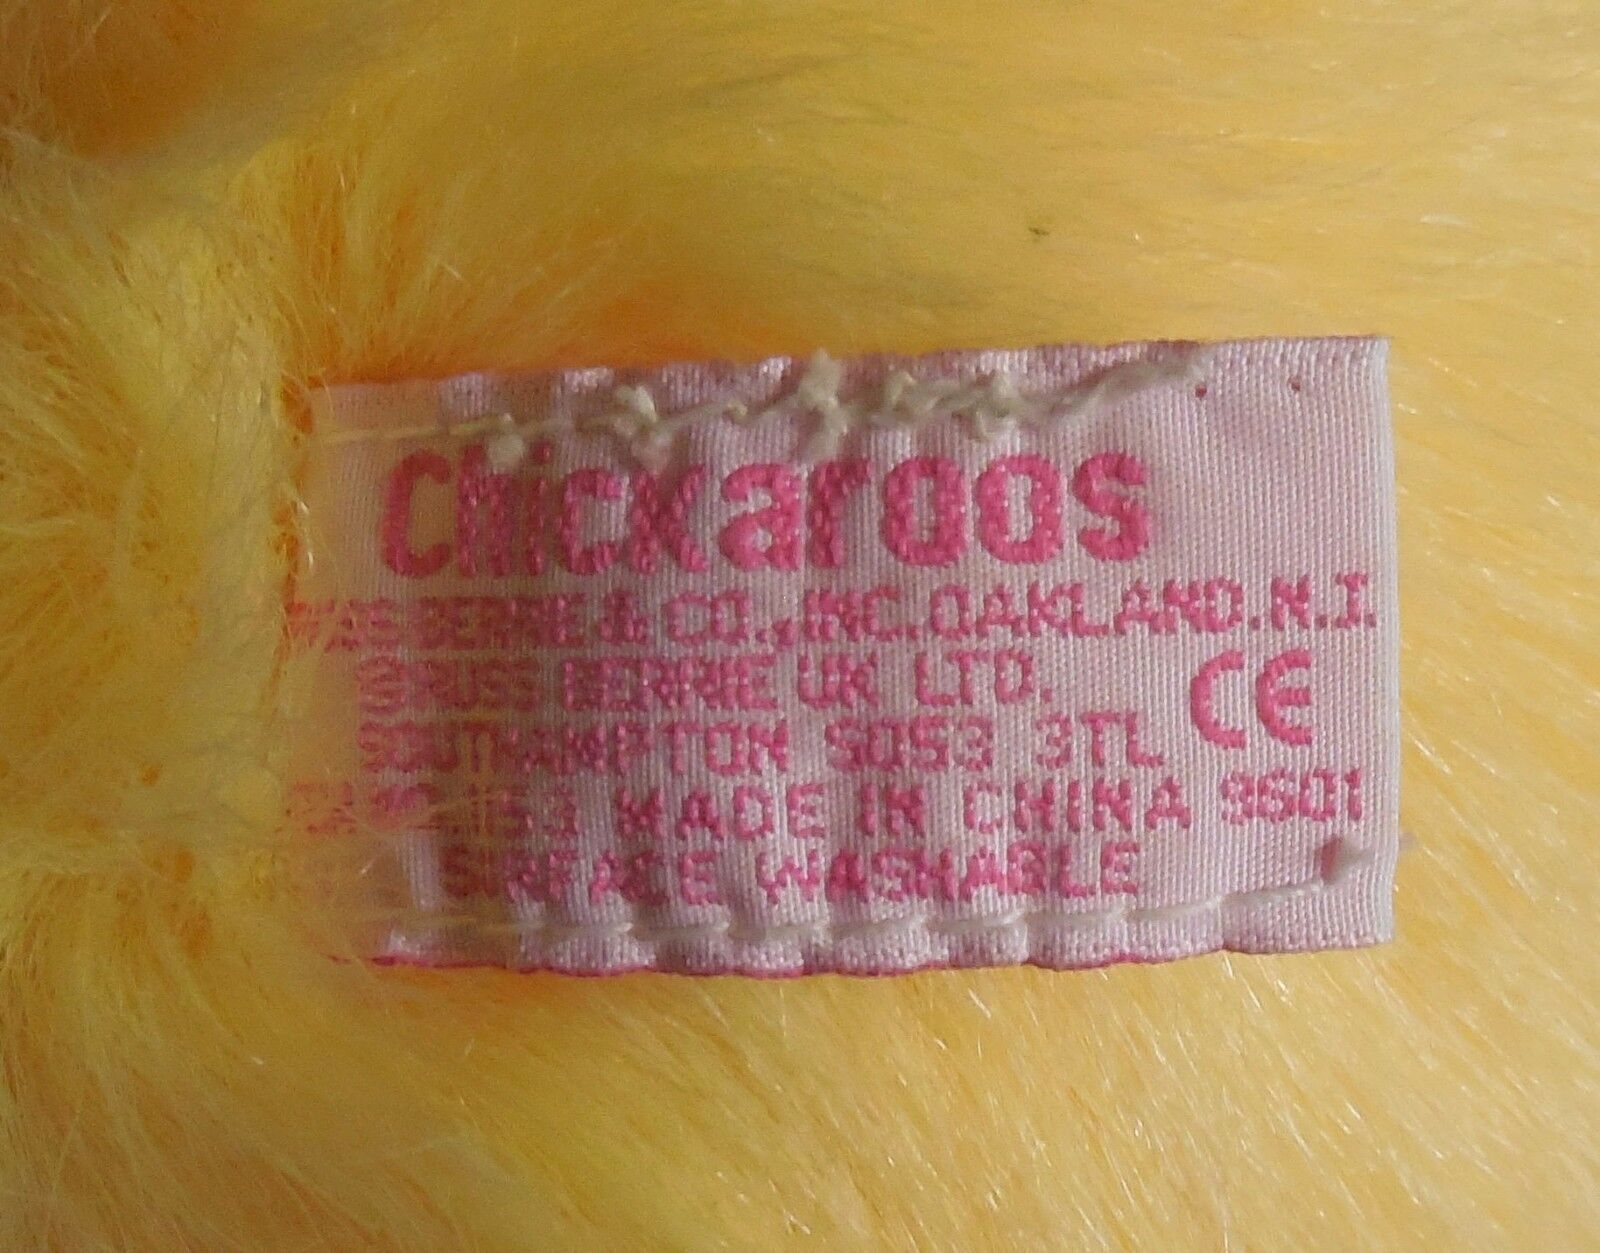 Chickaroos
BERRIE & CO., INC. OAKLAND. N.J.
©RUSS BERRIE UK LTD.
SOUTHAMPTON SO53 3TL CE
MADE IN CHINA 9601
SURFACE WASHABLE